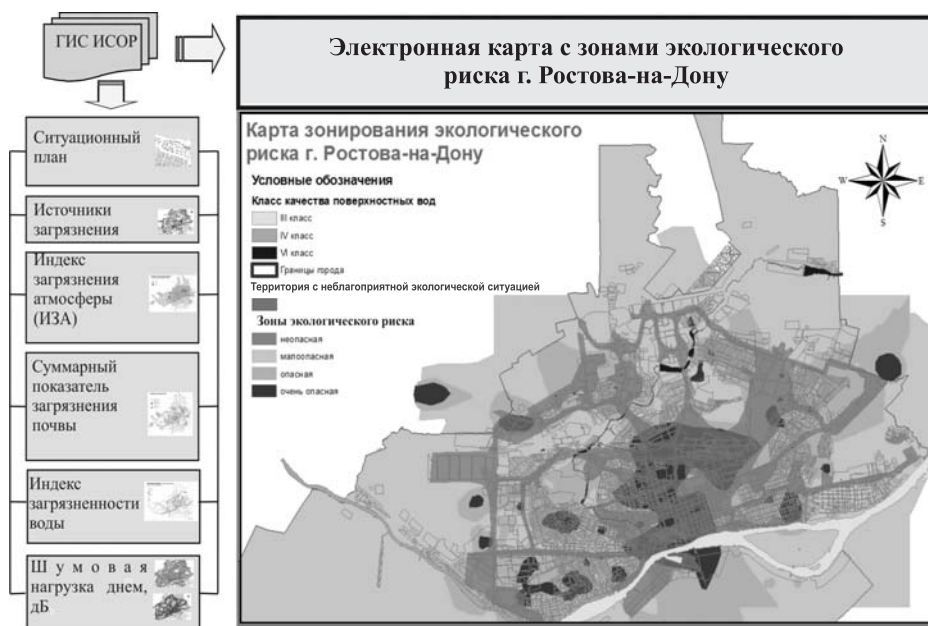 ГИС ИСОР
Электронная карта с зонами экологического
риска г. Ростова-на-Дону
Ситуационный
план
Источники
загрязнения
Индекс
загрязнения
атмосферы
(ИЗА)
Суммарный
показатель
загрязнения
почвы
Индекс
загрязненности
воды
Шумовая
нагрузка днем,
дБ
Карта зонирования экологического
риска г. Ростова-на-Дону
Условные обозначения
Класс качества поверхностных вод
III класс
IV класс
VI класс
Границы города
Территория с неблагоприятной экологической ситуацией
Зоны экологического риска
неопасная
малоопасная
опасная
очень опасная
N
W
E
S